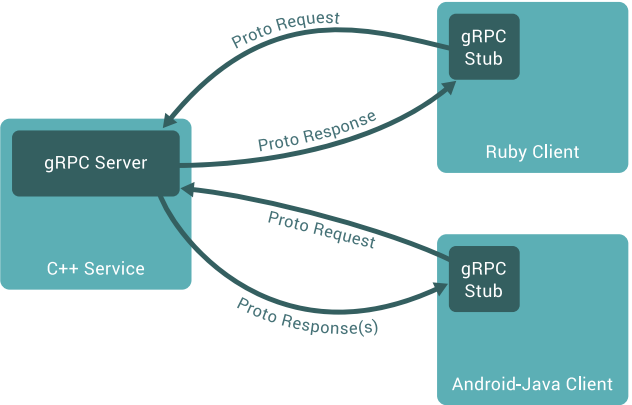 Proto Request
gRPC
Stub
Proto Response
Ruby Client
gRPC Server
C++ Service
Proto Request
gRPC
Stub
Proto Response(s)
Android-Java Client